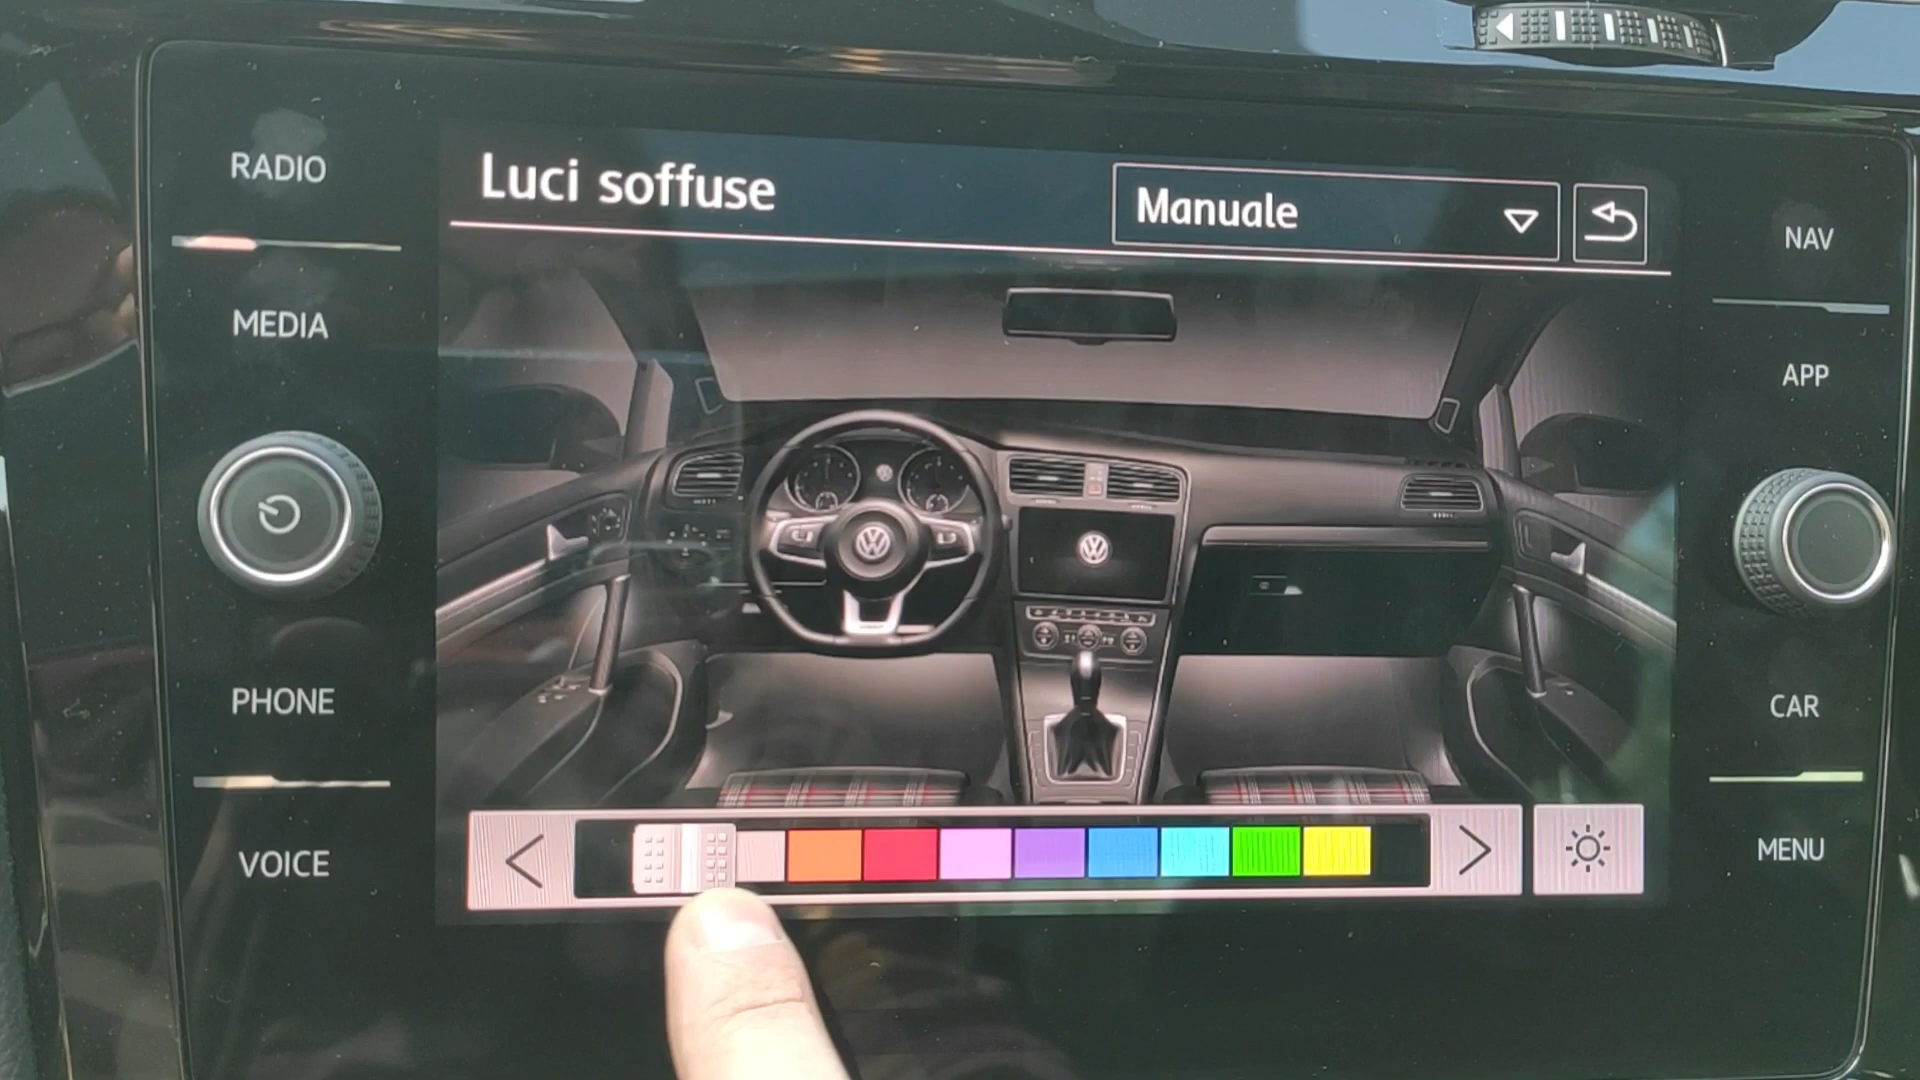 RADIO
MEDIA
PHONE
VOICE
Luci soffuse
Manuale
NAV
APP
CAR
MENU